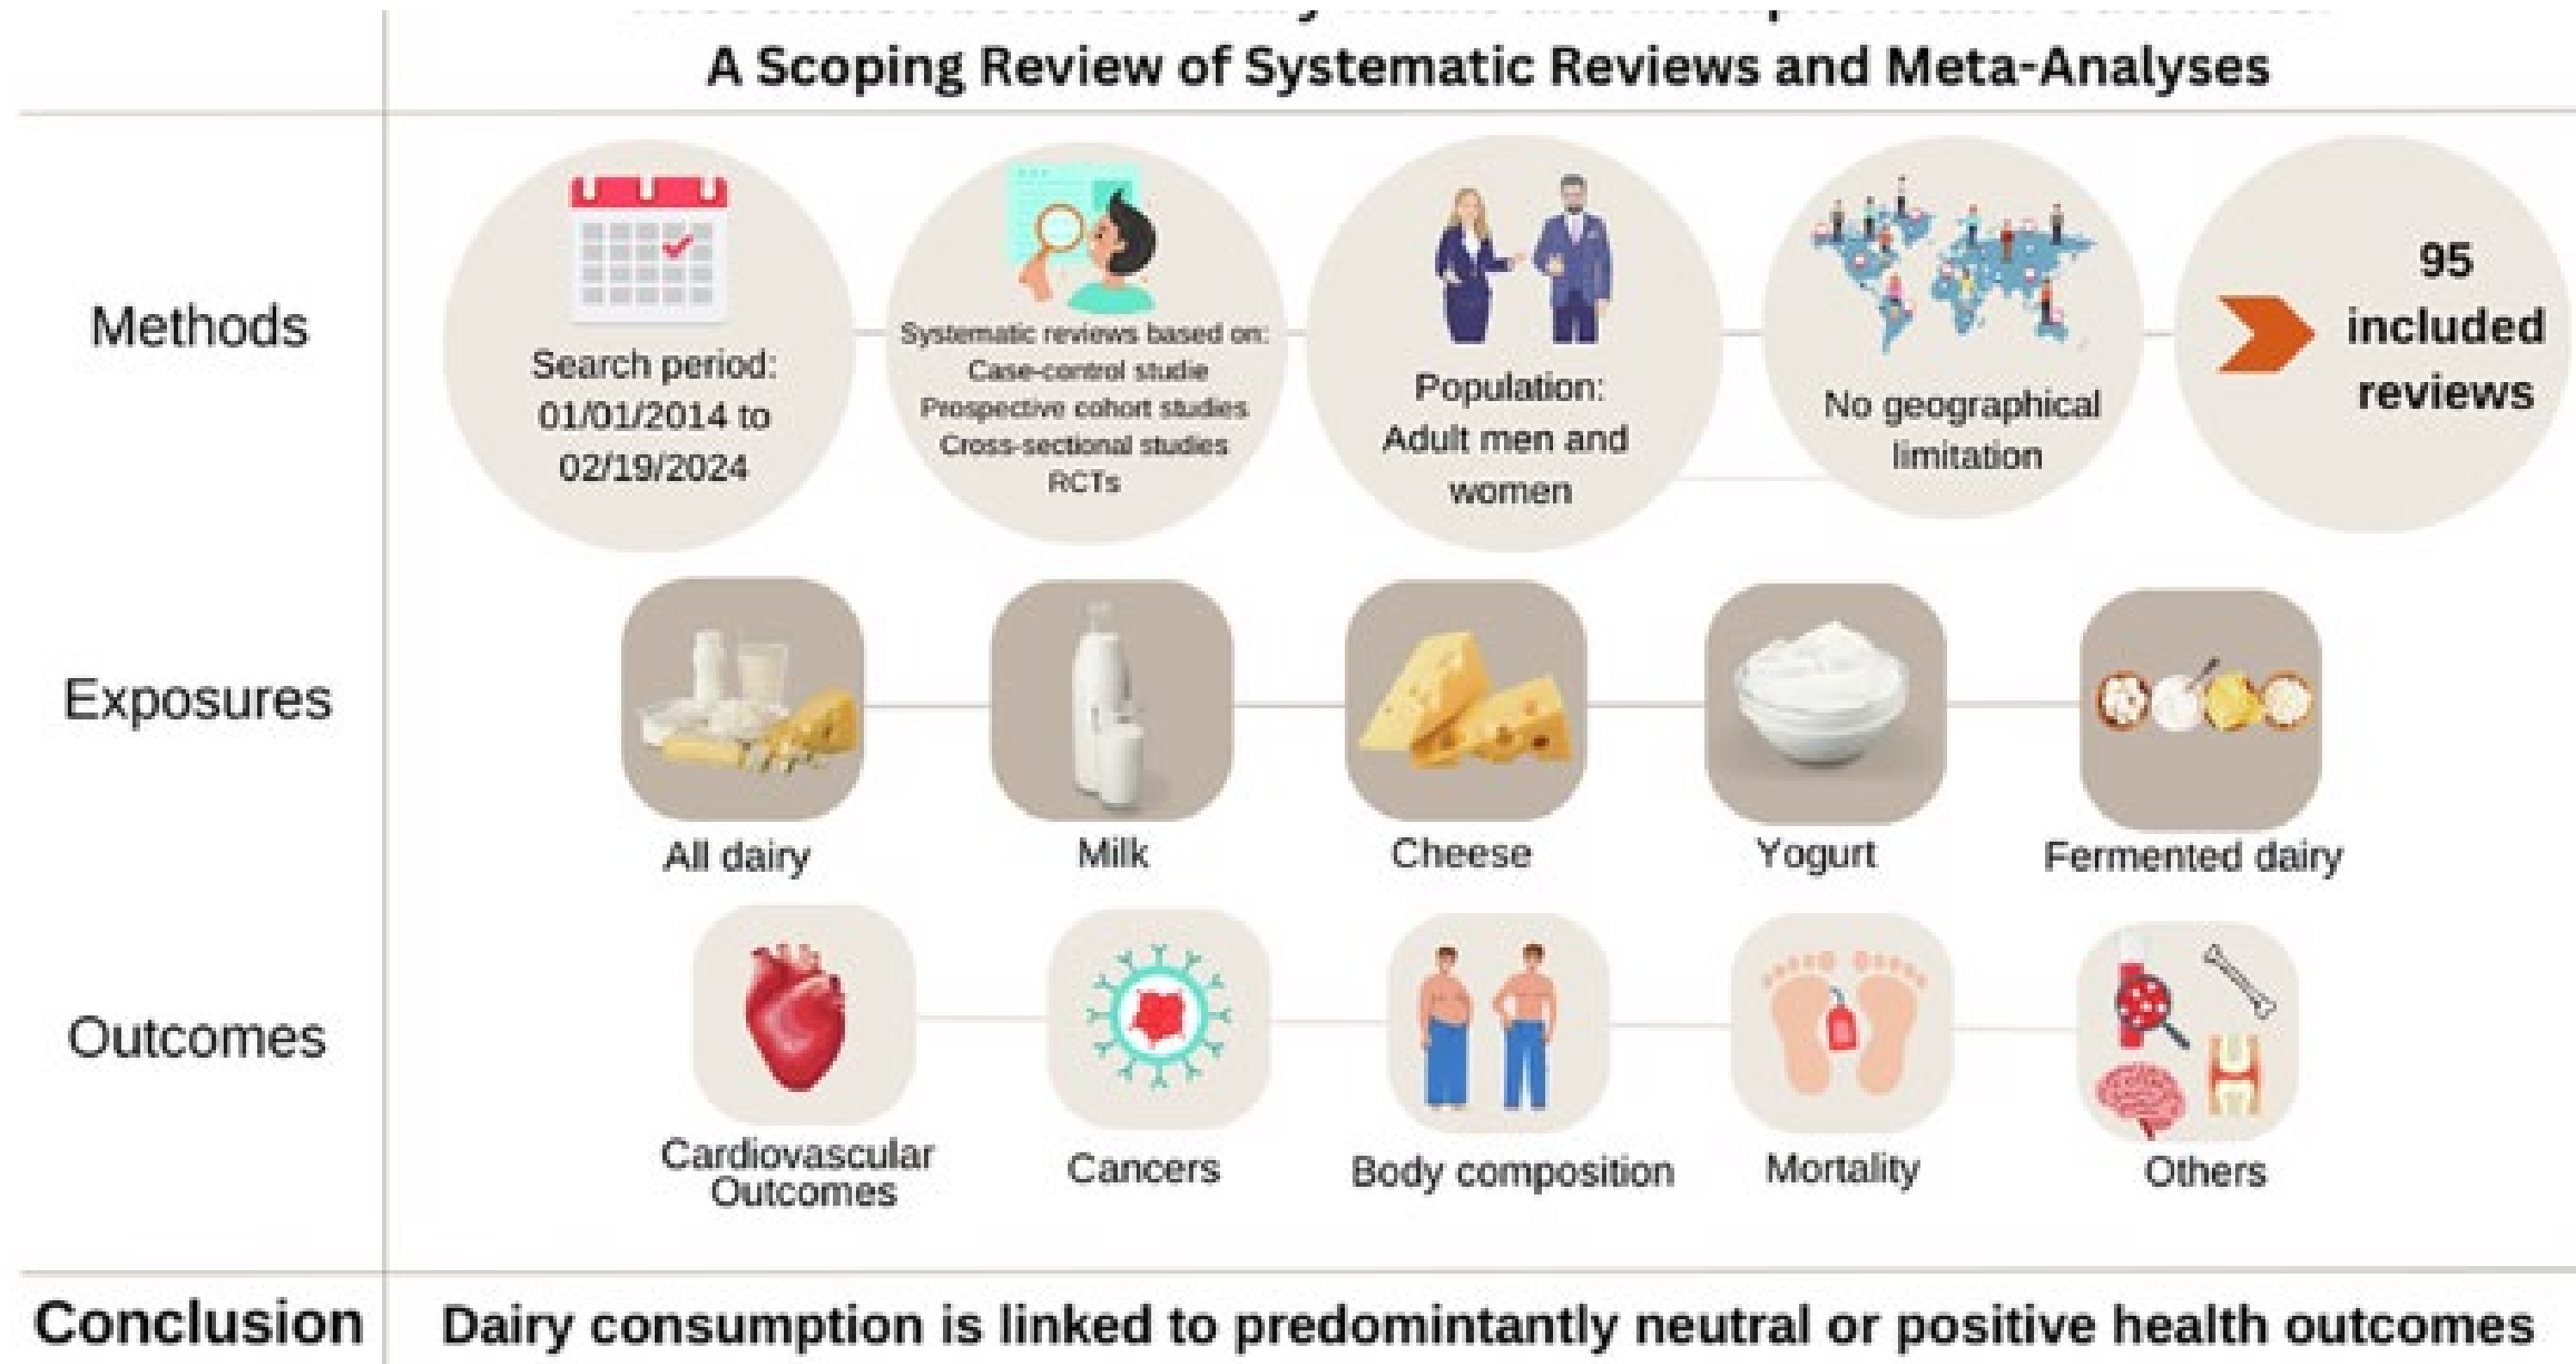 A Scoping Review of Systematic Reviews and Meta-Analyses
Methods
Search period:
01/01/2014 to
02/19/2024
Systematic reviews based on:
Case-control studie
Prospective cohort studies
Cross-sectional studies
RCTs
Population:
Adult men and
women
No geographical
limitation
95
included
reviews
Exposures
All dairy
Milk
Cheese
Yogurt
Fermented dairy
Outcomes
Cardiovascular
Outcomes
Cancers
Body composition
Mortality
Others
Conclusion
Dairy consumption is linked to predomintantly neutral or positive health outcomes